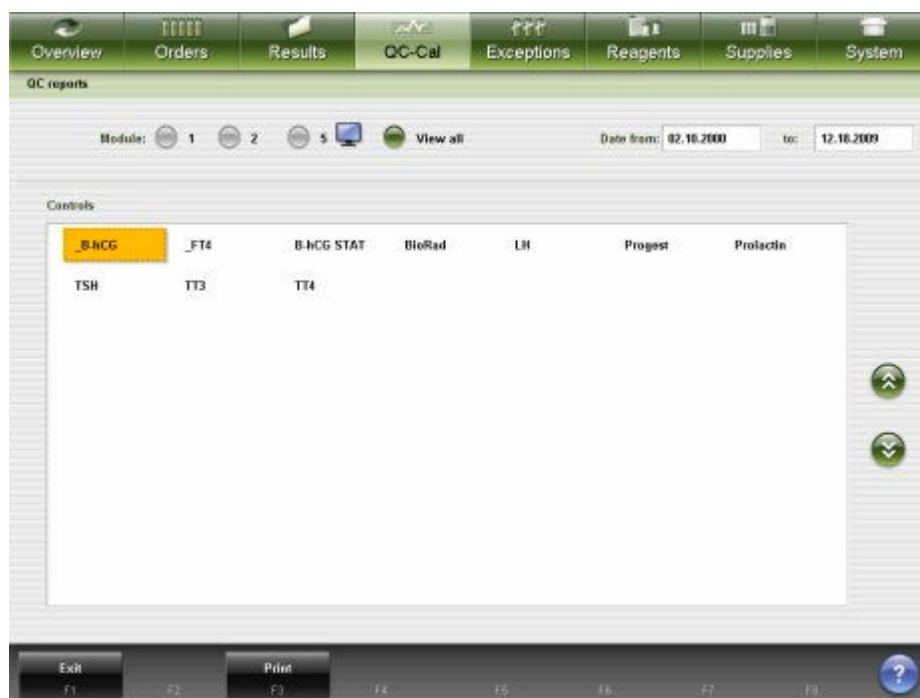 Overview Orders Results QC-Cal Exceptions Reagents Supplies System
QC reports
Module: 1 2 5 View all Date from: 02.10.2000 to: 12.18.2009
Controls
_B-hCG _FT4 B-hCG STAT BioRad LH Progest Prolactin
TSH TT3 TT4
Exit Print ?
F1 F2 F3 F4 F5 F6 F7 F8